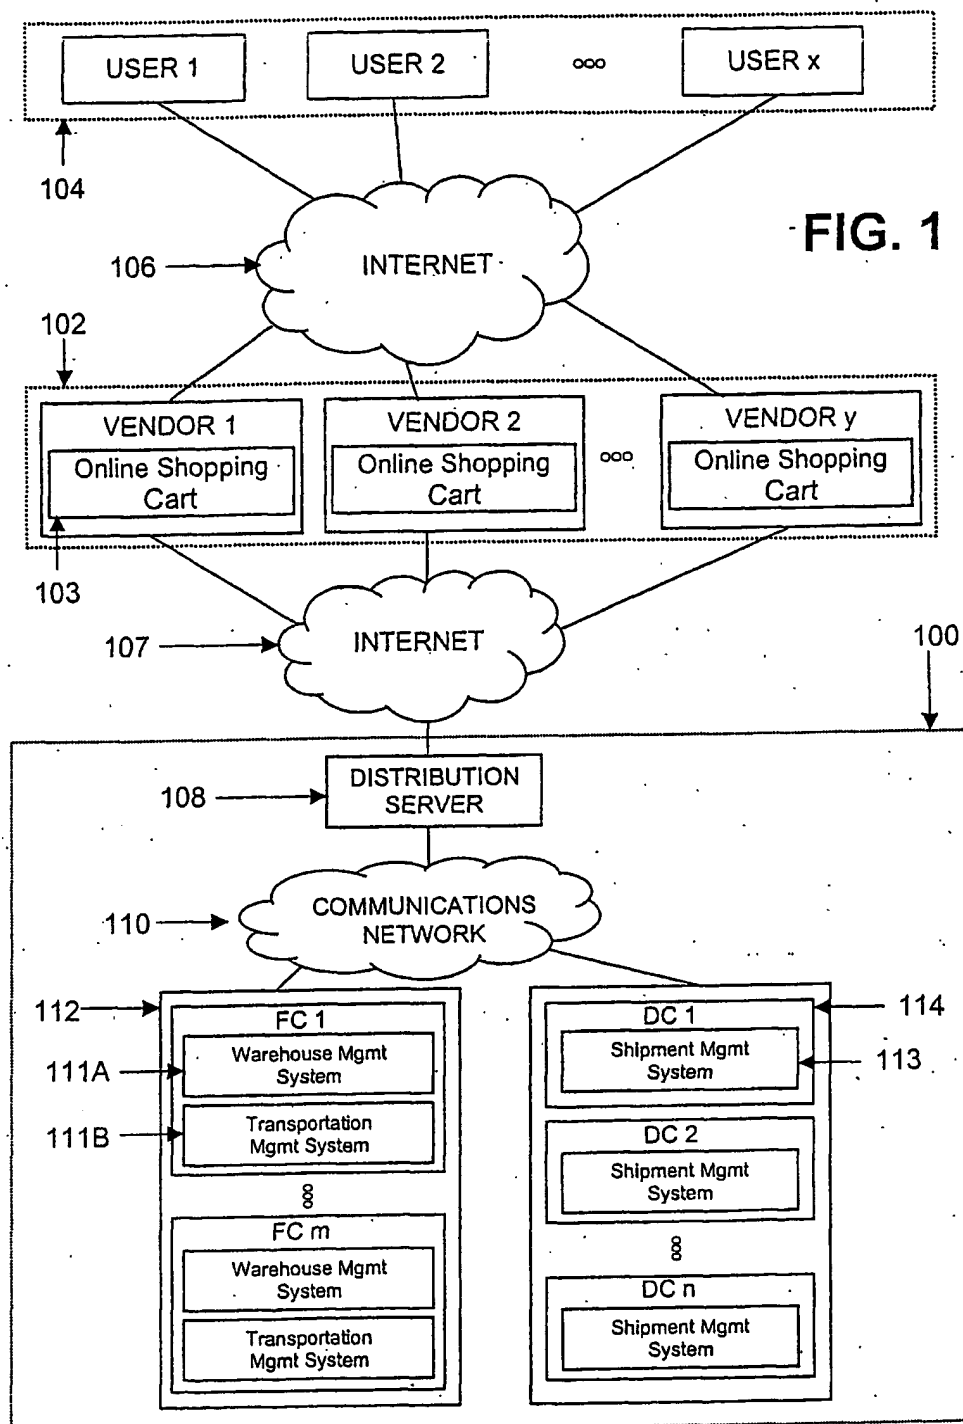 USER 1
USER 2
ooo
USER x
104
FIG. 1
106
INTERNET
102
VENDOR 1
Online Shopping
Cart
VENDOR 2
Online Shopping
Cart
ooo
VENDOR y
Online Shopping
Cart
103
107
INTERNET
100
108
DISTRIBUTION
SERVER
110
COMMUNICATIONS
NETWORK
112
FC 1
111A
Warehouse Mgmt
System
111B
Transportation
Mgmt System
ooo
FC m
Warehouse Mgmt
System
Transportation
Mgmt System
114
DC 1
Shipment Mgmt
System
113
DC 2
Shipment Mgmt
System
ooo
DC n
Shipment Mgmt
System